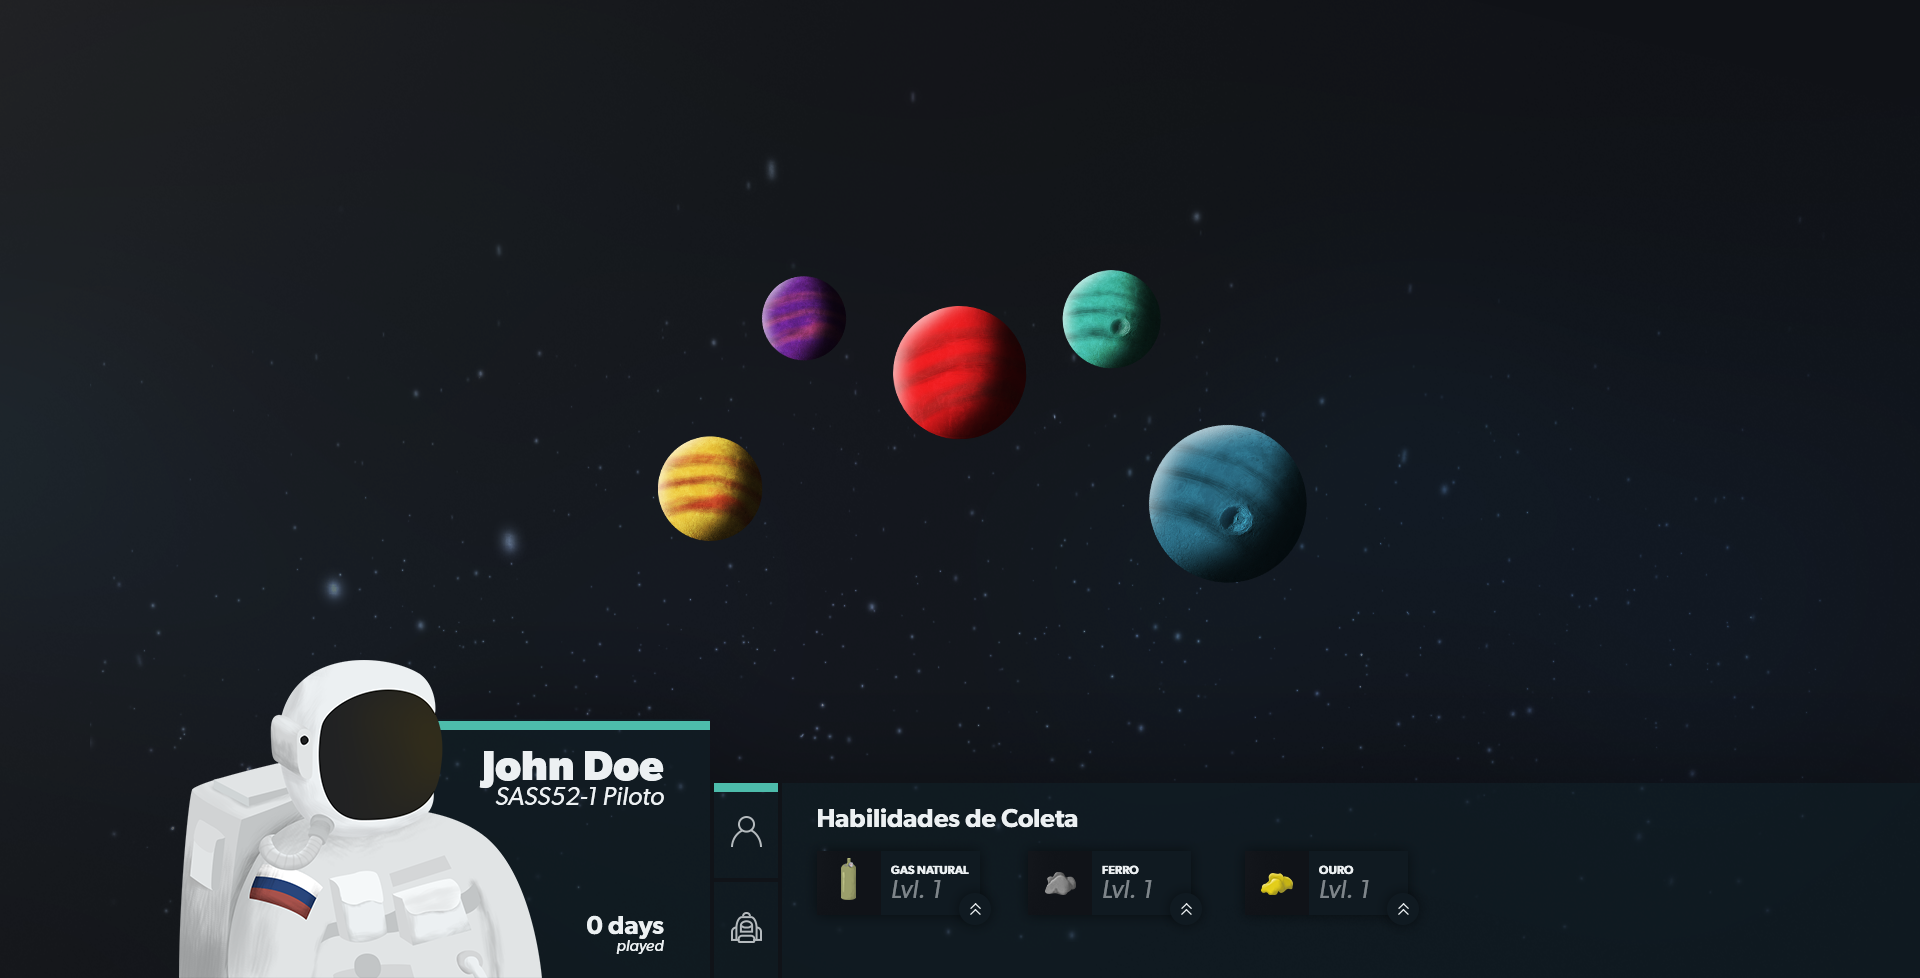 John Doe
SASS52-1 Piloto
0 days
played
Habilidades de Coleta
GAS NATURAL
Lvl. 1
FERRO
Lvl. 1
OURO
Lvl. 1